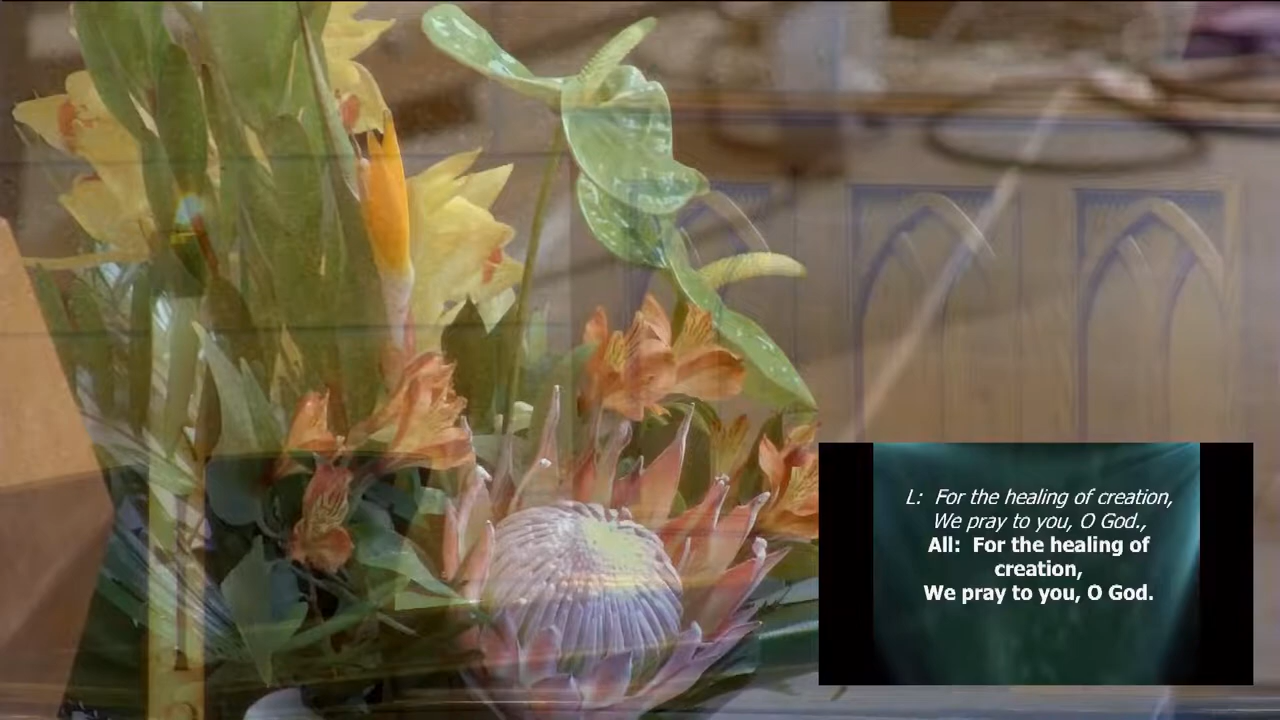 L: For the healing of creation,
We pray to you, O God.,
All: For the healing of
creation,
We pray to you, O God.